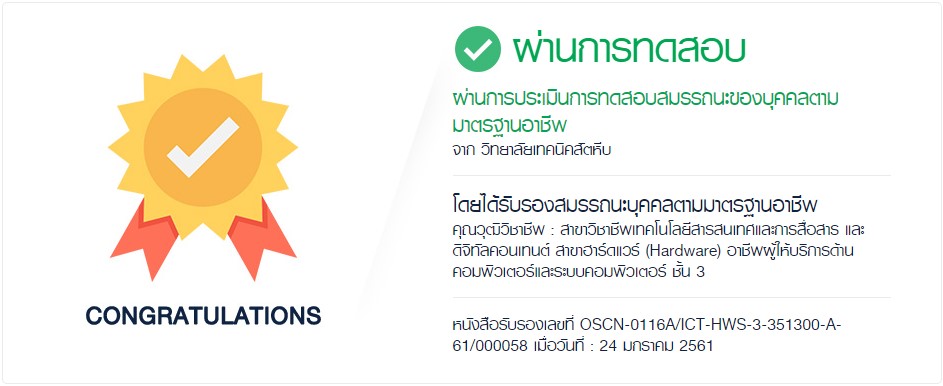 ผ่านการทดสอบ
ผ่านการประเมินการทดสอบสมรรถนะของบุคคลตาม
มาตรฐานอาชีพ
จาก วิทยาลัยเทคนิคสัตหีบ
โดยได้รับรองสมรรถนะบุคคลตามมาตรฐานอาชีพ
คุณวุฒิวิชาชีพ : สาขาวิชาชีพเทคโนโลยีสารสนเทศและการสื่อสาร และ
ดิจิทัลคอนเทนต์ สาขาฮาร์ดแวร์ (Hardware) อาชีพผู้ให้บริการด้าน
คอมพิวเตอร์และระบบคอมพิวเตอร์ ชั้น 3
CONGRATULATIONS
หนังสือรับรองเลขที่ OSCN-0116A/ICT-HWS-3-351300-A-
61/000058 เมื่อวันที่ : 24 มกราคม 2561